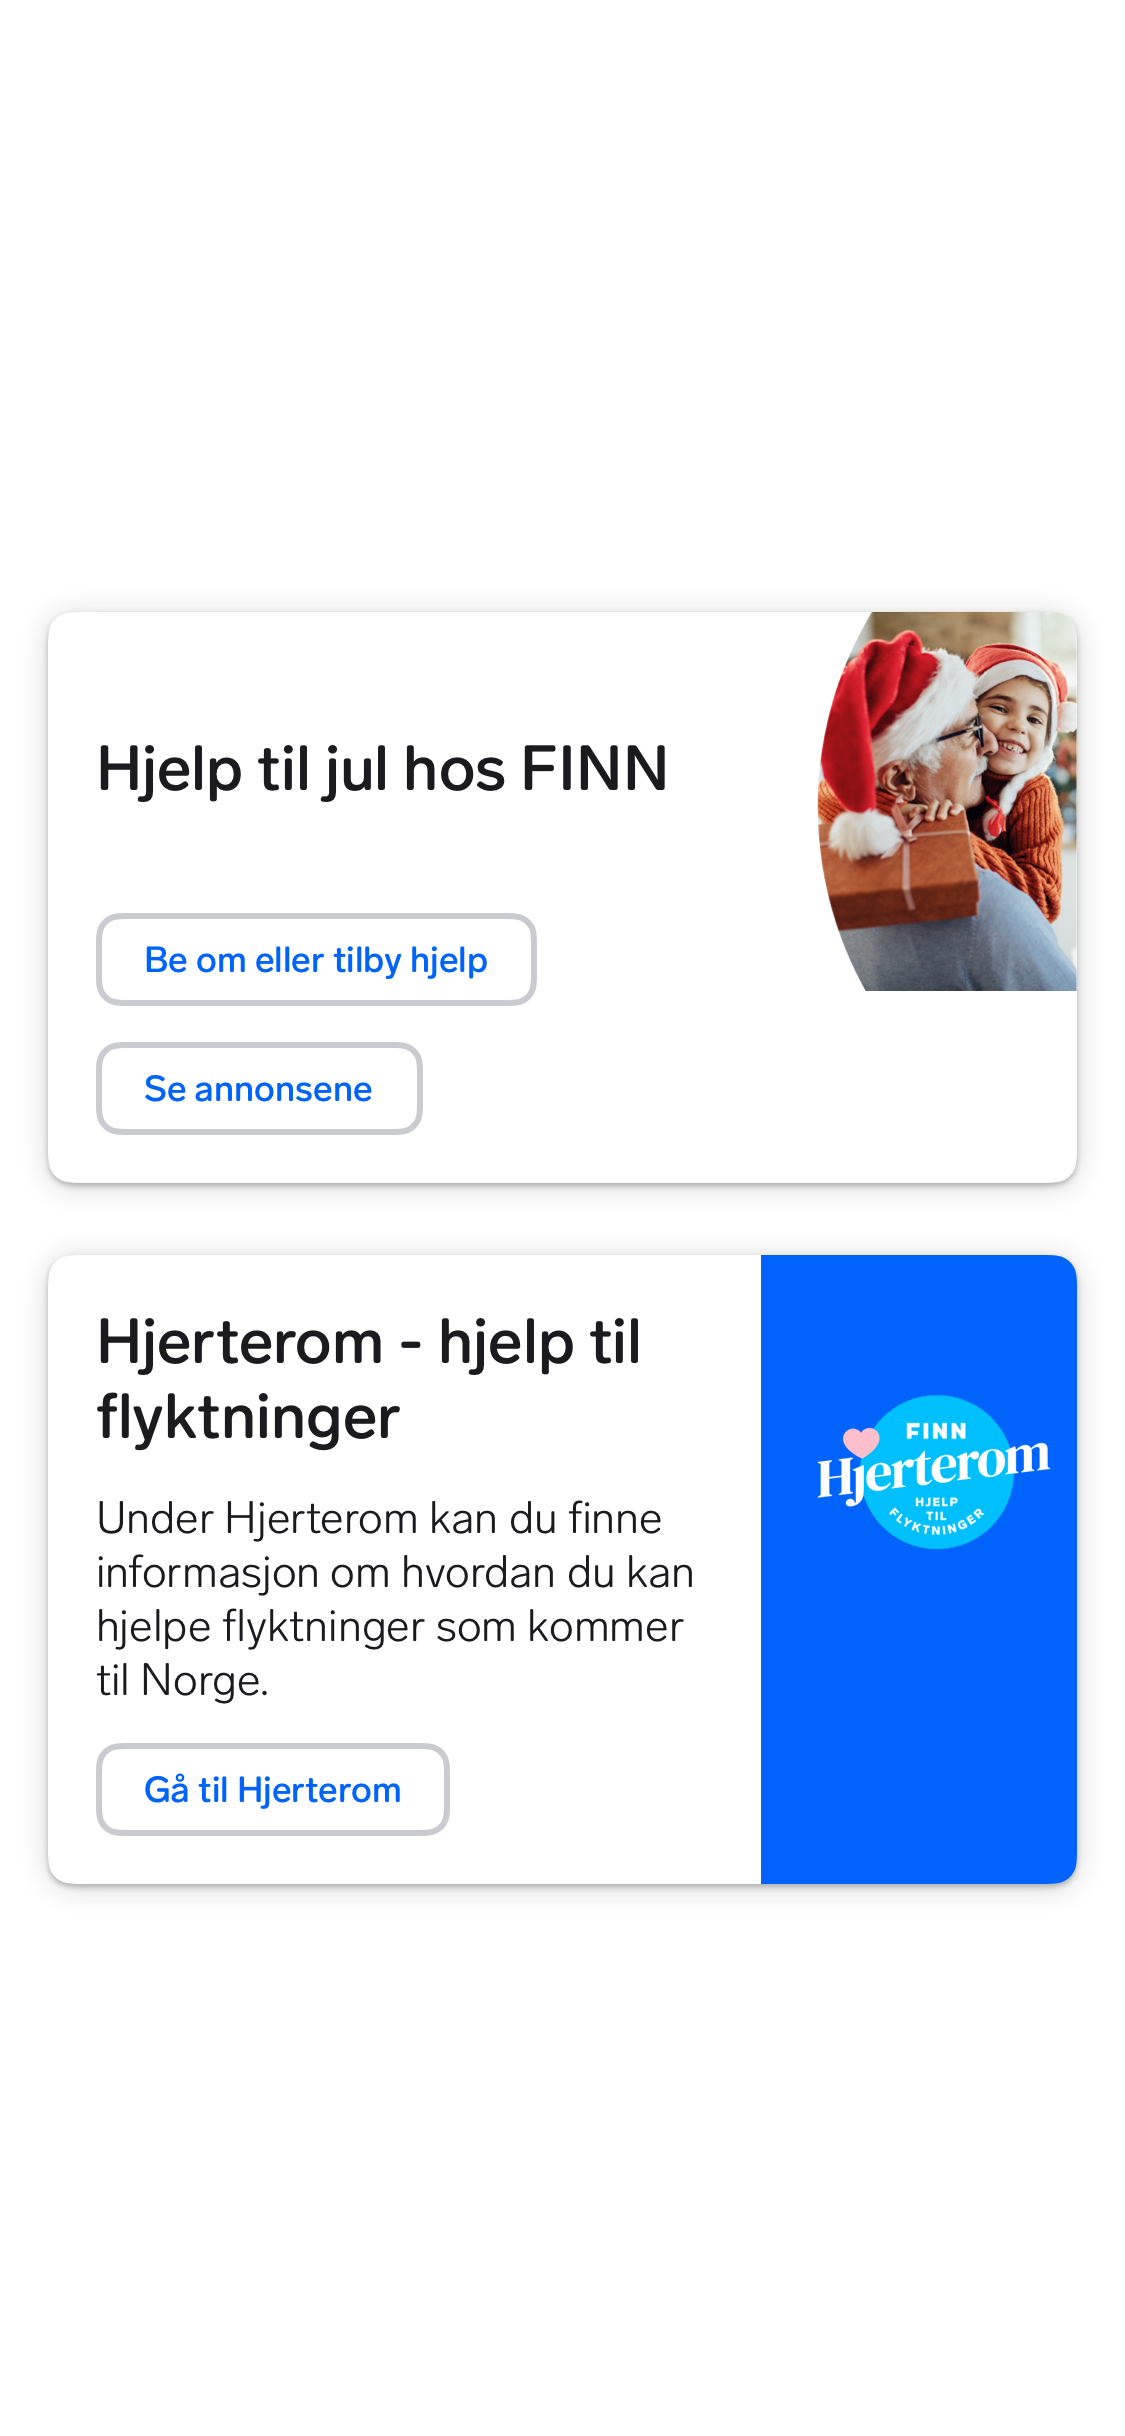 Hjelp til jul hos FINN
Be om eller tilby hjelp
Se annonsene
Hjerterom - hjelp til
flyktninger
Under Hjerterom kan du finne
informasjon om hvordan du kan
hjelpe flyktninger som kommer
til Norge.
Gå til Hjerterom
FINN
Hjerterom
HJELP
TIL
FLYKTNINGER